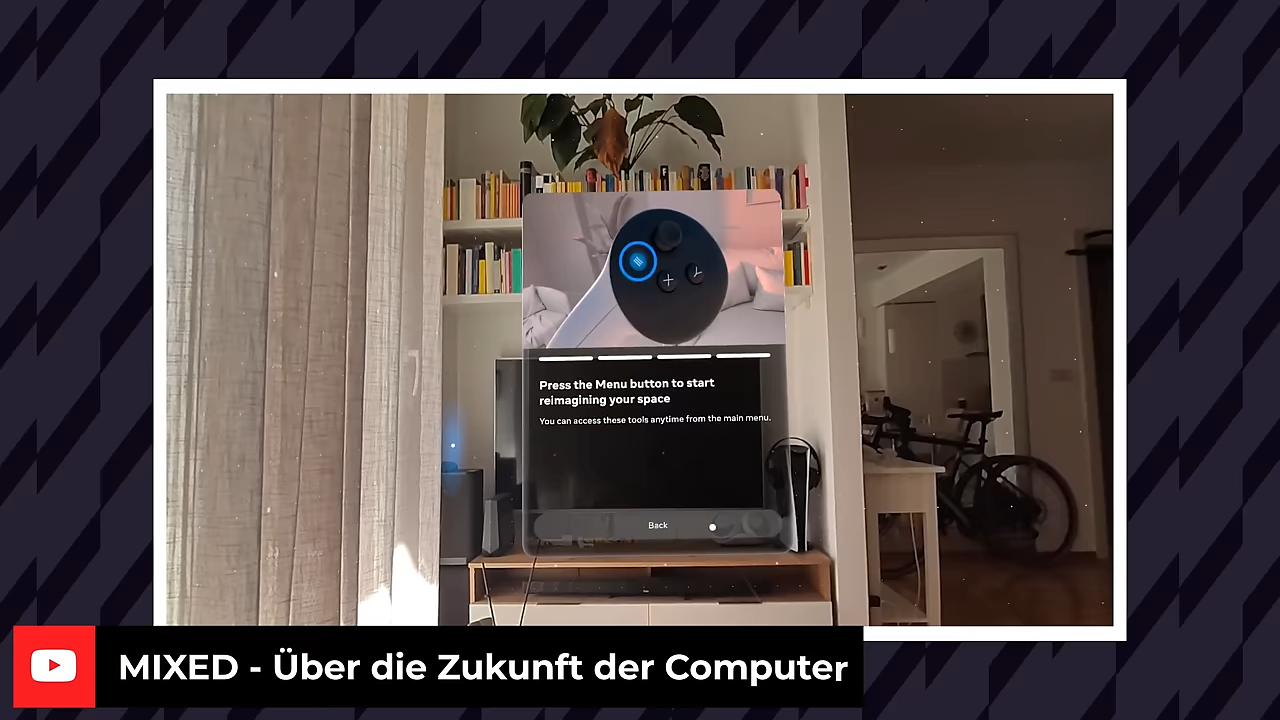 Press the Menu button to start
reimagining your space
You can access these tools anytime from the main menu.
Back
MIXED - Über die Zukunft der Computer